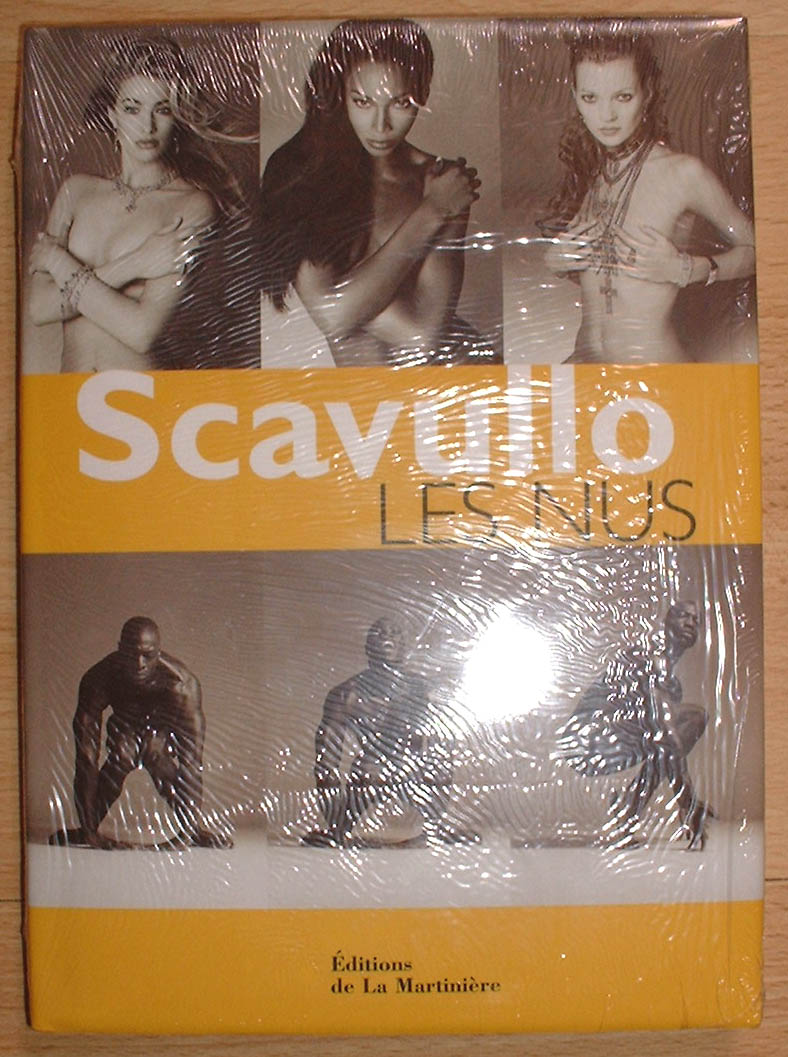 Scavullo
LES NUS
Éditions
de La Martinière